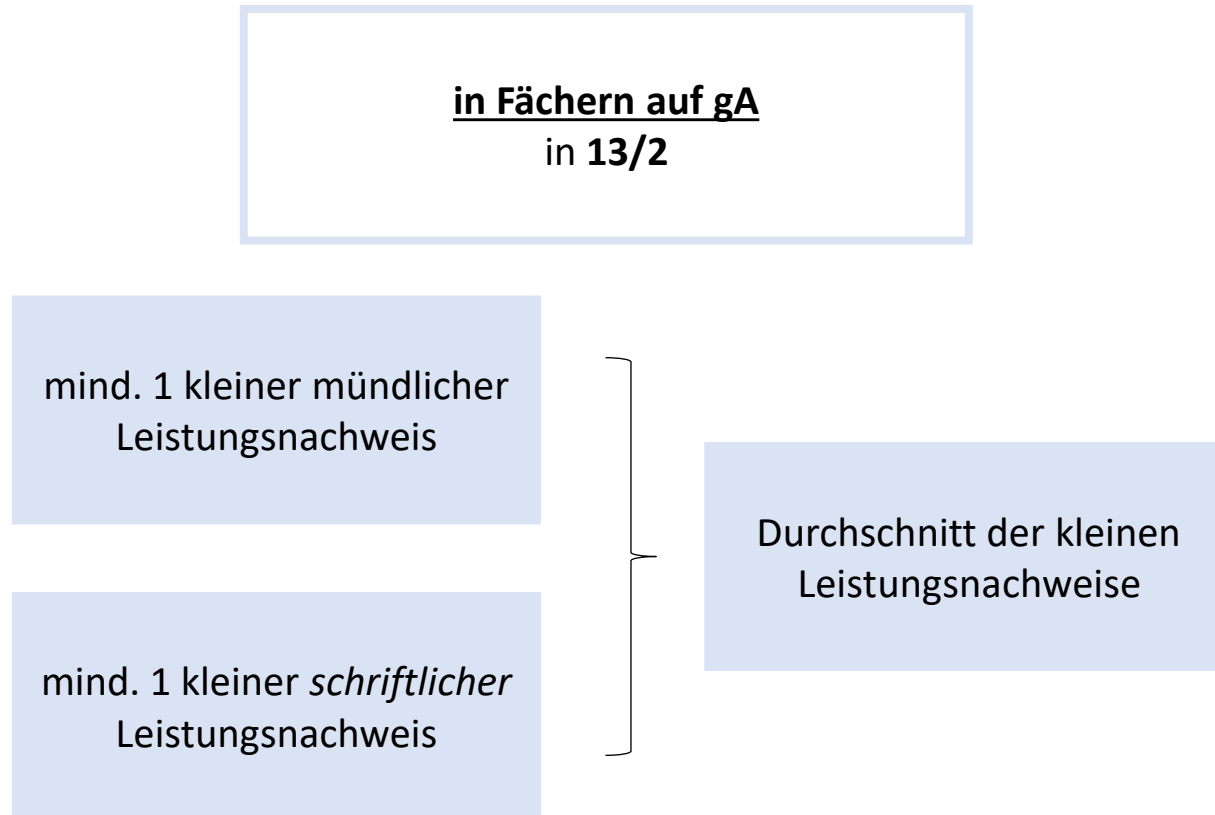 in Fächern auf gA
in 13/2
mind. 1 kleiner mündlicher
Leistungsnachweis
mind. 1 kleiner schriftlicher
Leistungsnachweis
Durchschnitt der kleinen
Leistungsnachweise